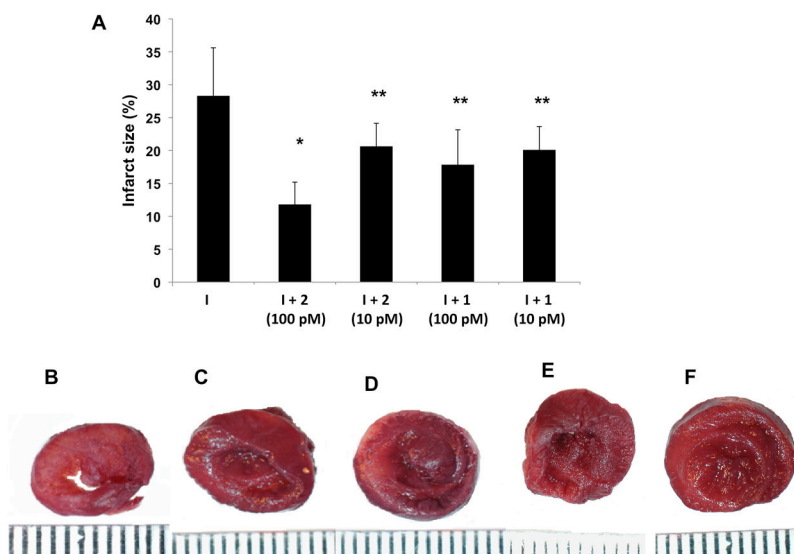 A
Infarct size (%)
40
35
30
25
20
15
10
5
0
*
**
**
**
I
I + 2
(100 pM)
I + 2
(10 pM)
I + 1
(100 pM)
I + 1
(10 pM)
B
C
D
E
F